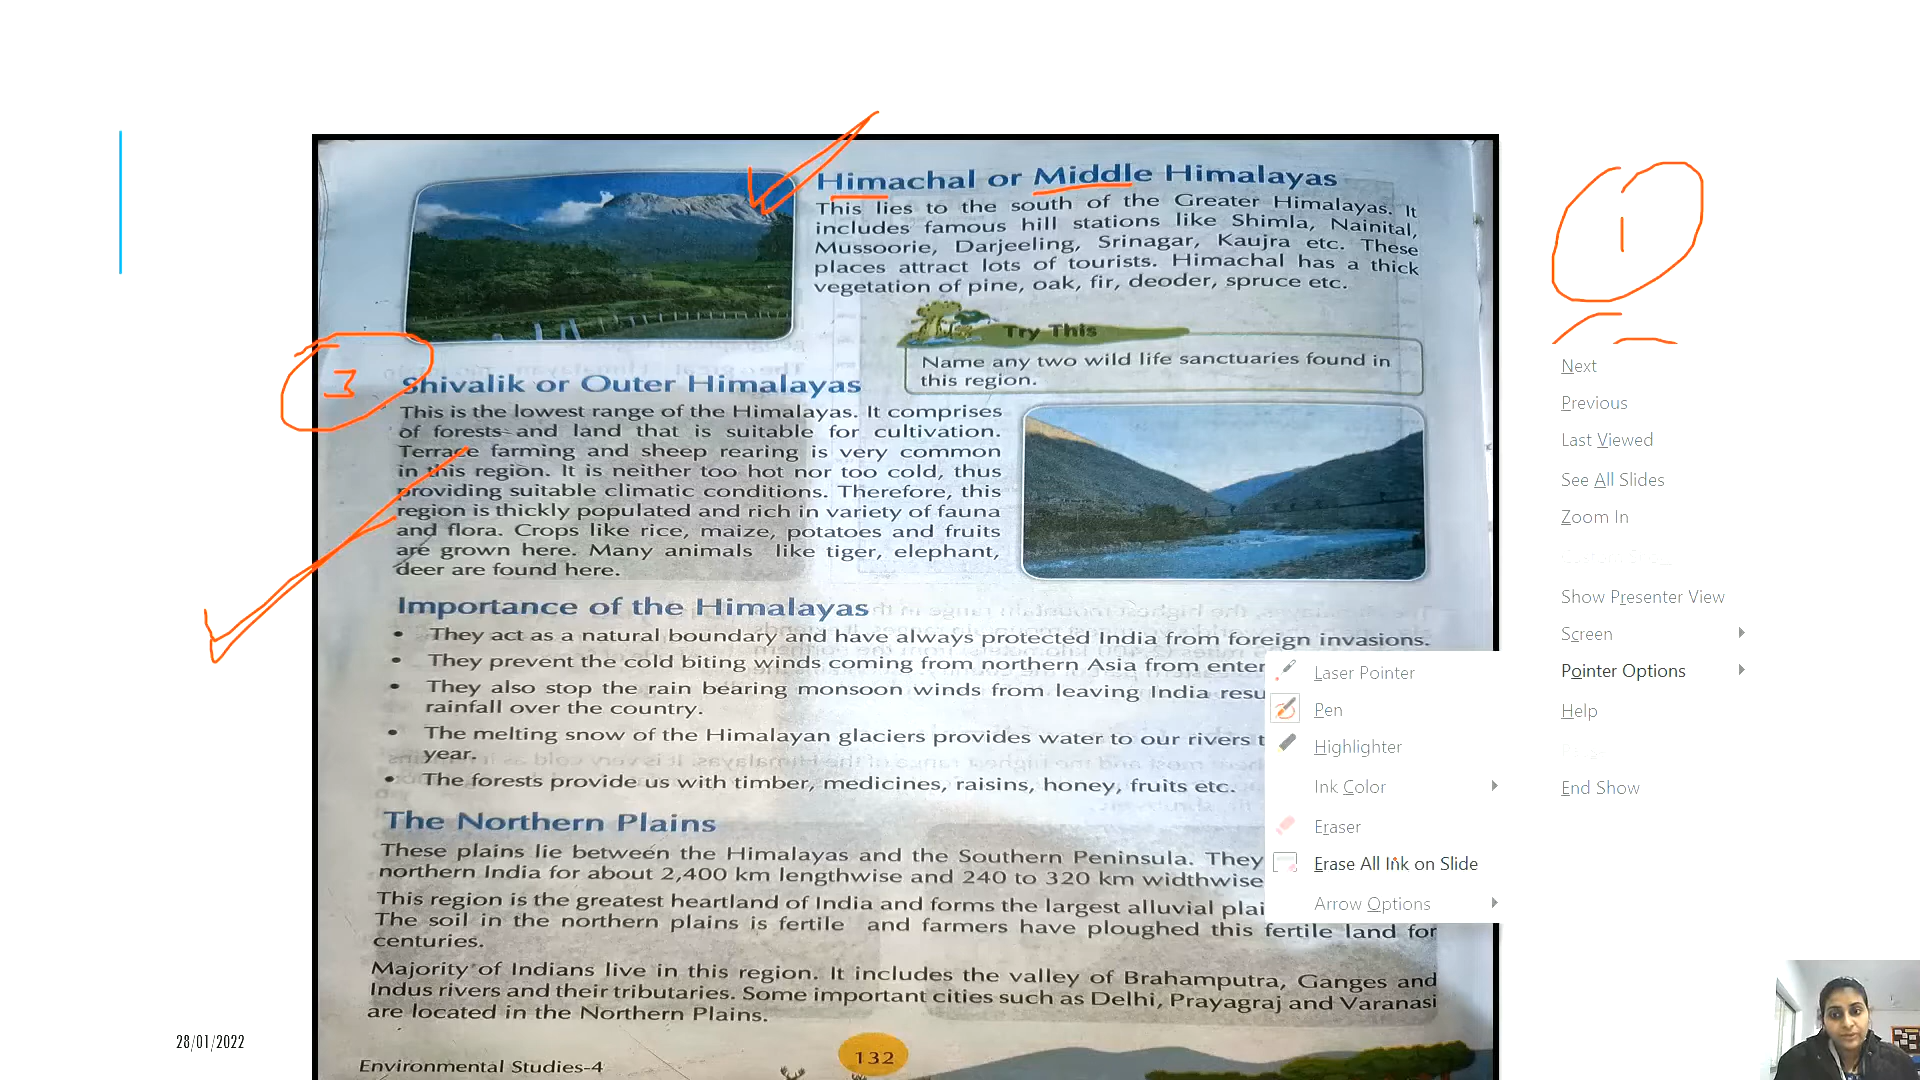 Himachal or Middle Himalayas
This lies to the south of the Greater Himalayas. It
includes famous hill stations like Shimla, Nainital,
Mussoorie, Darjeeling, Srinagar, Kaujra etc. These
places attract lots of tourists. Himachal has a thick
vegetation of pine, oak, fir, deoder, spruce etc.
1
Try This
Name any two wild life sanctuaries found in
this region.
3
Shivalik or Outer Himalayas
This is the lowest range of the Himalayas. It comprises
of forests and land that is suitable for cultivation.
Terrace farming and sheep rearing is very common
in this region. It is neither too hot nor too cold, thus
providing suitable climatic conditions. Therefore, this
region is thickly populated and rich in variety of fauna
and flora. Crops like rice, maize, potatoes and fruits
are grown here. Many animals like tiger, elephant,
deer are found here.
Importance of the Himalayas
• They act as a natural boundary and have always protected India from foreign invasions.
• They prevent the cold biting winds coming from northern Asia from enter
• They also stop the rain bearing monsoon winds from leaving India resu
rainfall over the country.
• The melting snow of the Himalayan glaciers provides water to our rivers t
year.
• The forests provide us with timber, medicines, raisins, honey, fruits etc.
The Northern Plains
These plains lie between the Himalayas and the Southern Peninsula. They
northern India for about 2,400 km lengthwise and 240 to 320 km widthwise
This region is the greatest heartland of India and forms the largest alluvial plai
The soil in the northern plains is fertile and farmers have ploughed this fertile land for
centuries.
Majority of Indians live in this region. It includes the valley of Brahamputra, Ganges and
Indus rivers and their tributaries. Some important cities such as Delhi, Prayagraj and Varanasi
are located in the Northern Plains.
Environmental Studies-4
132
28/01/2022
Next
Previous
Last Viewed
See All Slides
Zoom In
Show Presenter View
Screen
Pointer Options
Help
End Show
Laser Pointer
Pen
Highlighter
Ink Color
Eraser
Erase All Ink on Slide
Arrow Options